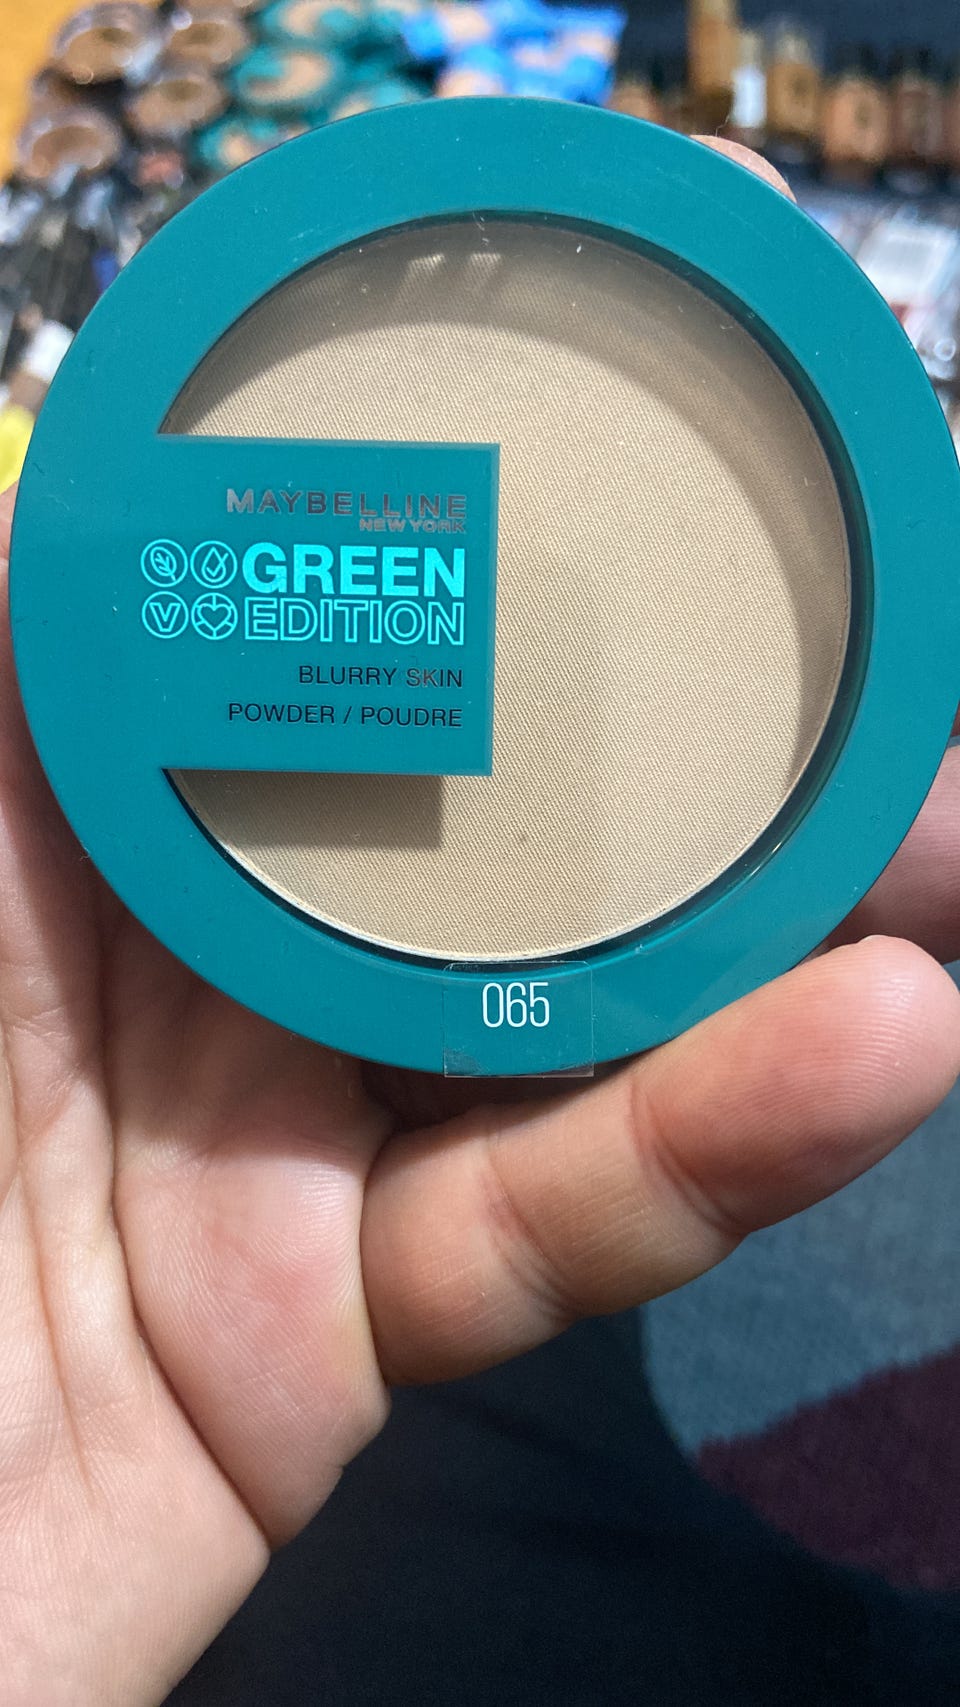 MAYBELLINE
NEW YORK
GREEN
V EDITION
BLURRY SKIN
POWDER / POUDRE
065